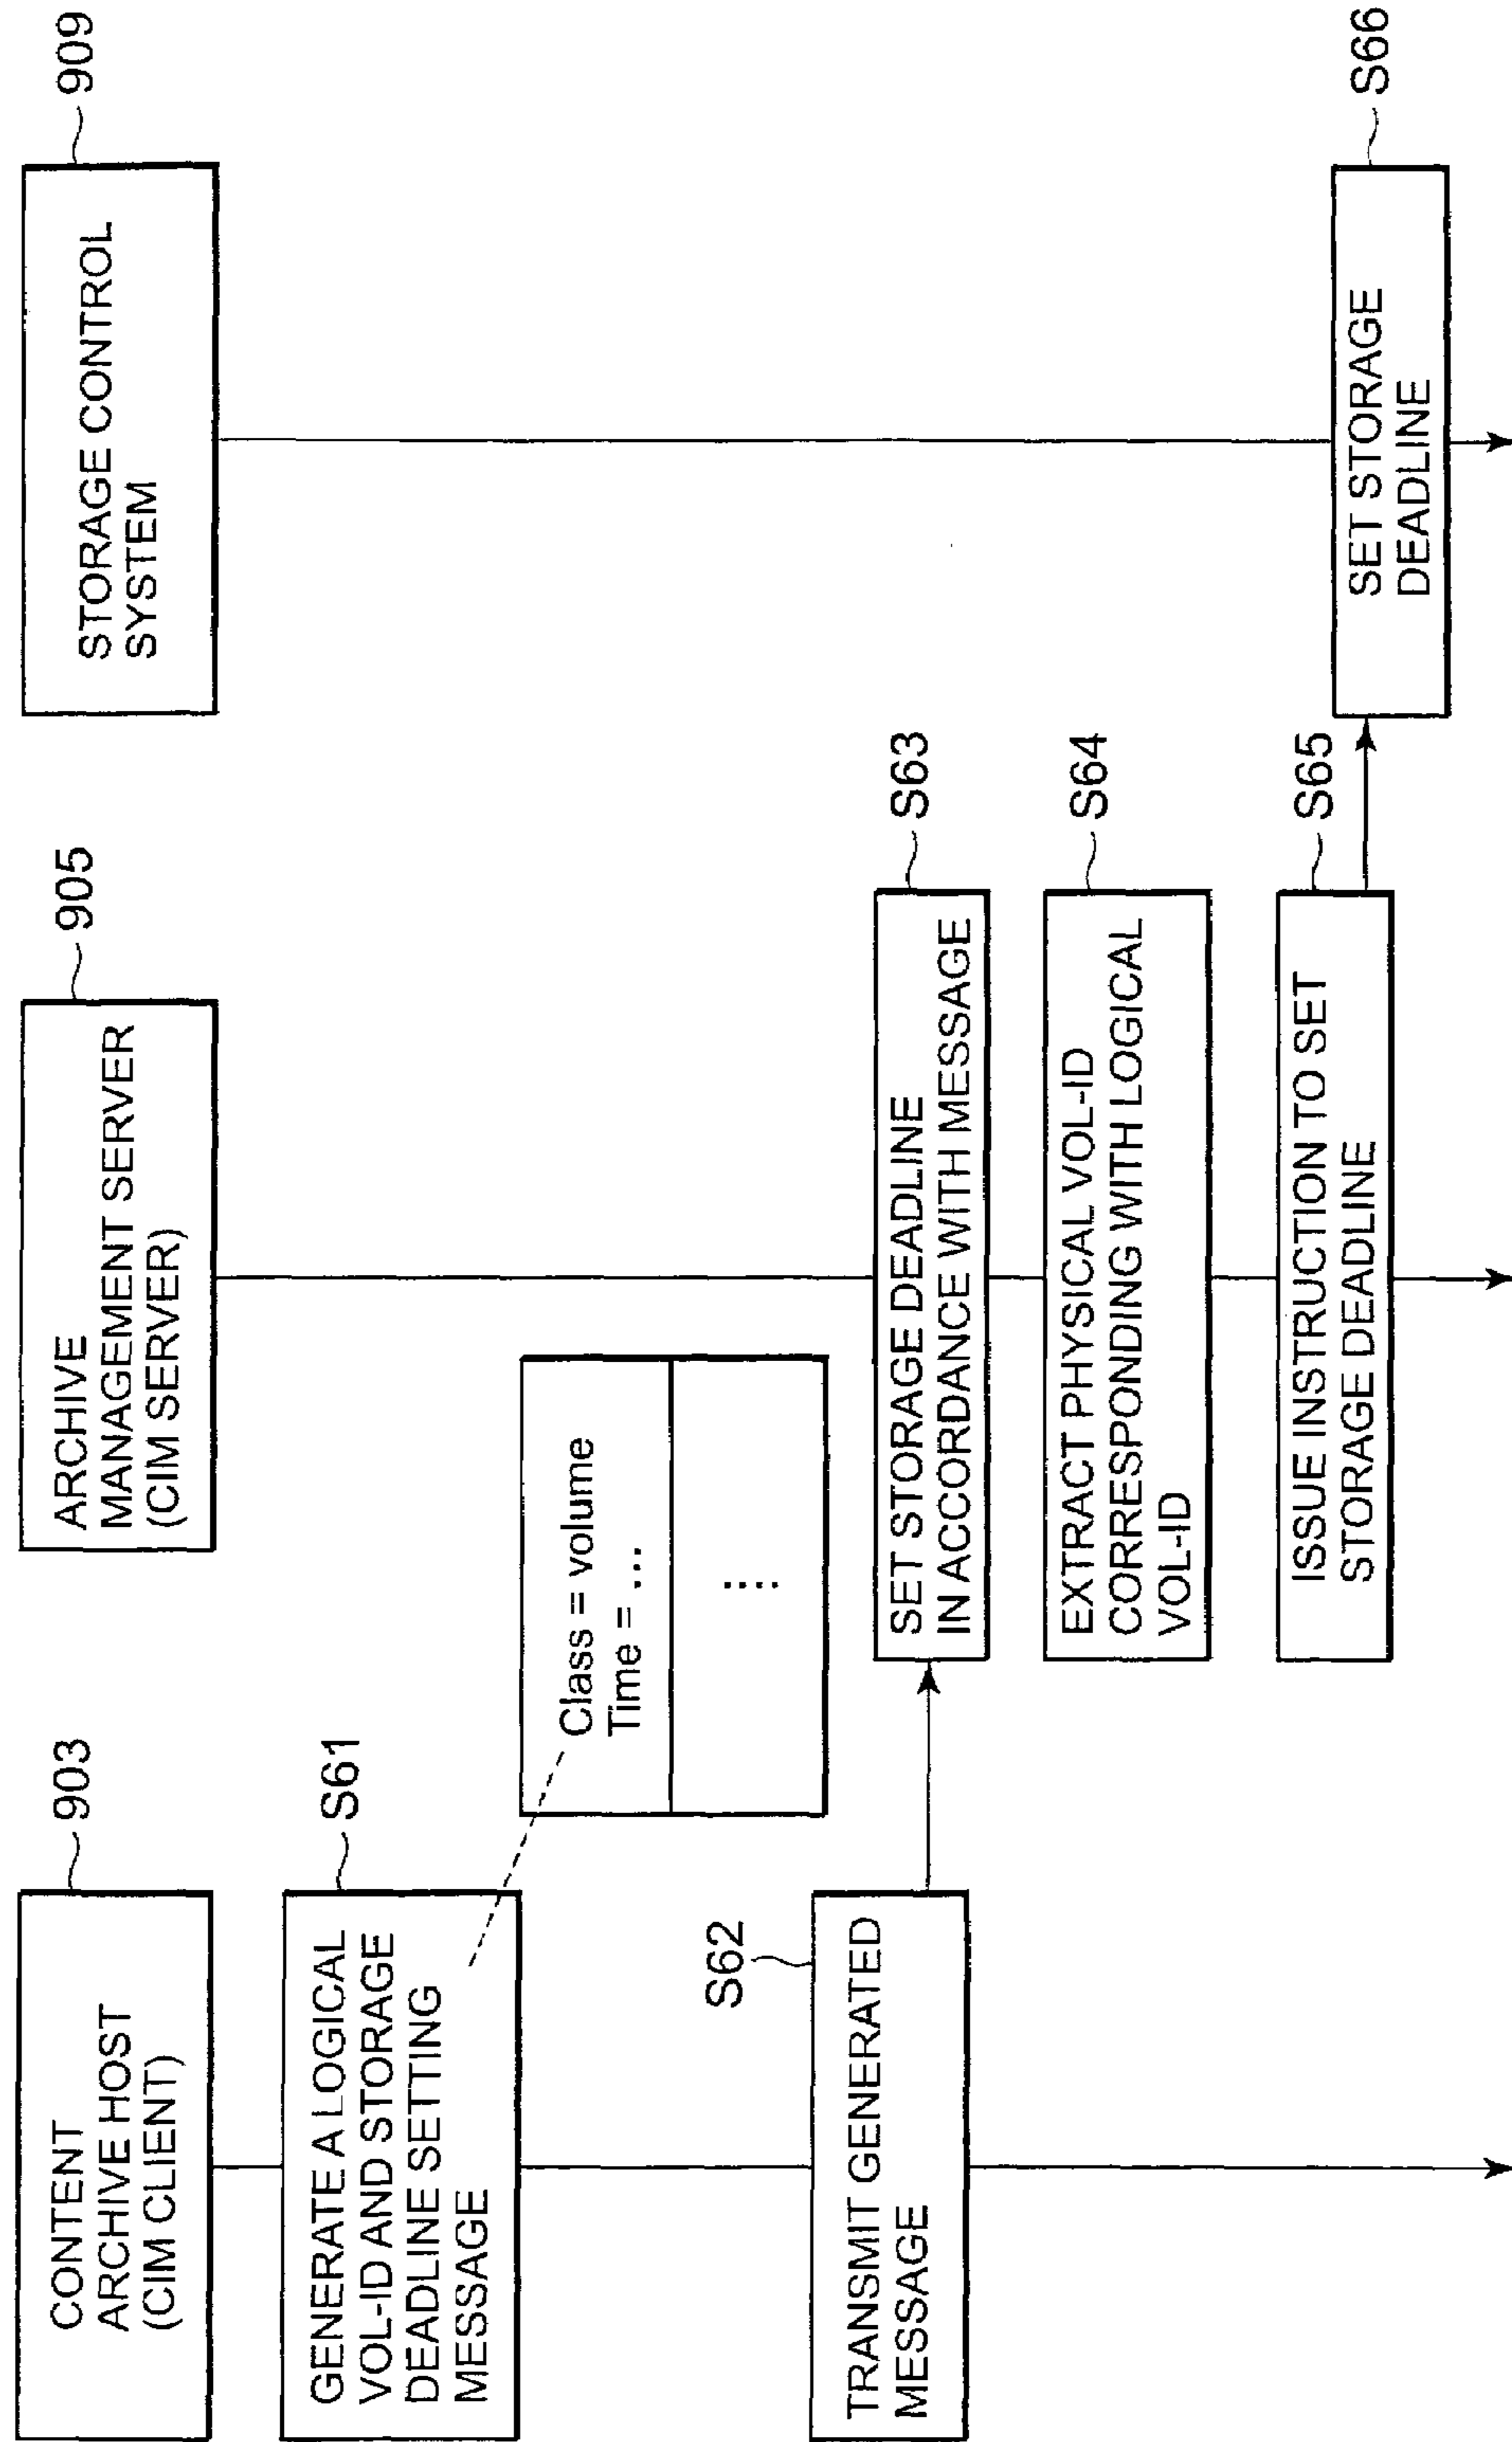 CONTENT
ARCHIVE HOST
(CIM CLIENT)
903
ARCHIVE
MANAGEMENT SERVER
(CIM SERVER)
905
STORAGE CONTROL
SYSTEM
909
GENERATE A LOGICAL
VOL-ID AND STORAGE
DEADLINE SETTING
MESSAGE
S61
Class = volume
Time = ...
....
S62
TRANSMIT GENERATED
MESSAGE
SET STORAGE DEADLINE
IN ACCORDANCE WITH MESSAGE
S63
EXTRACT PHYSICAL VOL-ID
CORRESPONDING WITH LOGICAL
VOL-ID
S64
ISSUE INSTRUCTION TO SET
STORAGE DEADLINE
S65
SET STORAGE
DEADLINE
S66